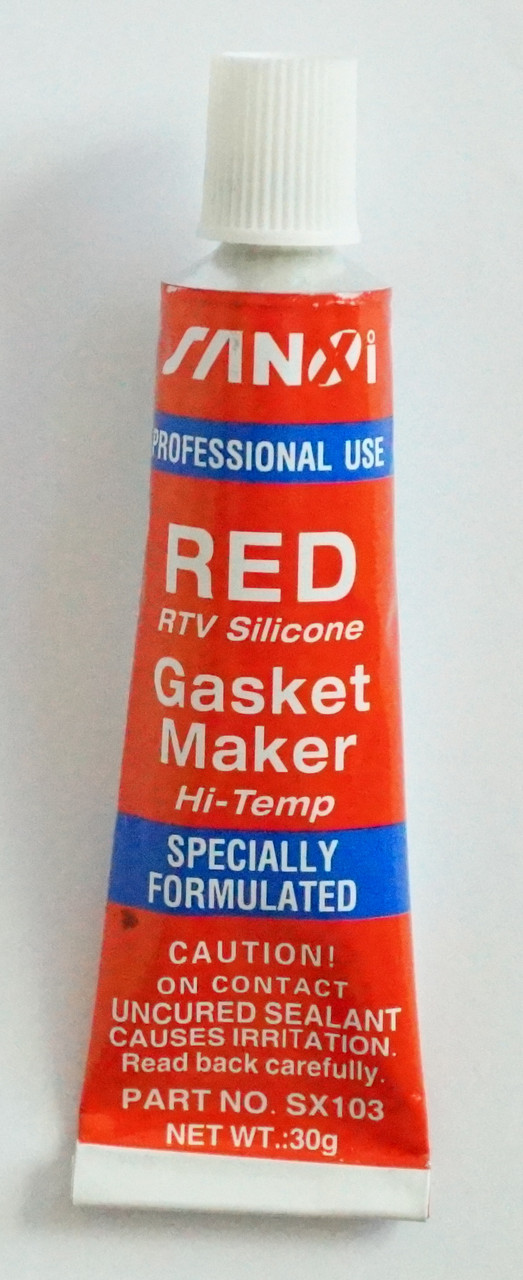 SANXi
PROFESSIONAL USE
RED
RTV Silicone
Gasket
Maker
Hi-Temp
SPECIALLY
FORMULATED
CAUTION!
ON CONTACT
UNCURED SEALANT
CAUSES IRRITATION.
Read back carefully.
PART NO. SX103
NET WT.:30g